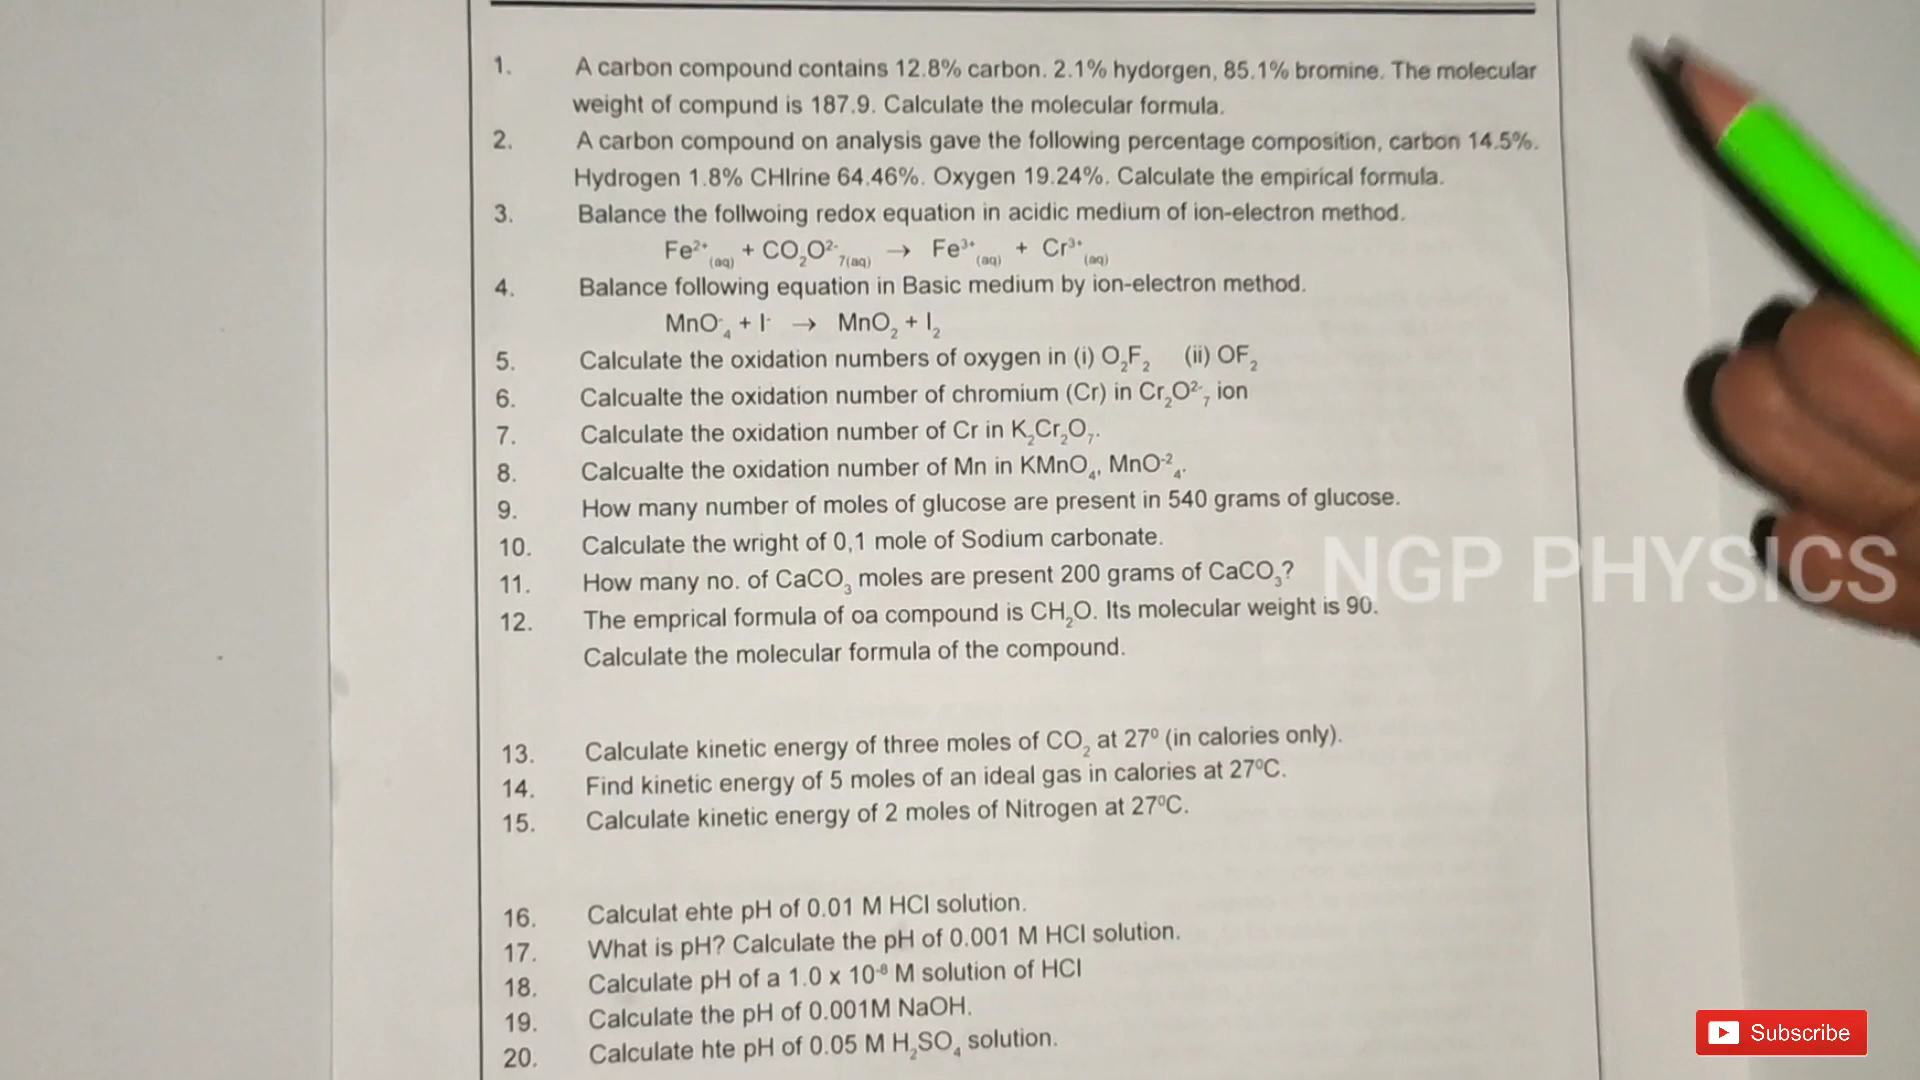 1. A carbon compound contains 12.8% carbon. 2.1% hydorgen, 85.1% bromine. The molecular
weight of compund is 187.9. Calculate the molecular formula.
2. A carbon compound on analysis gave the following percentage composition, carbon 14.5%.
Hydrogen 1.8% CHlrine 64.46%. Oxygen 19.24%. Calculate the empirical formula.
3. Balance the follwoing redox equation in acidic medium of ion-electron method.
Fe²⁺(aq) + CO₂O²⁻₇(aq) → Fe³⁺(aq) + Cr³⁺(aq)
4. Balance following equation in Basic medium by ion-electron method.
MnO⁻₄ + I⁻ → MnO₂ + I₂
5. Calculate the oxidation numbers of oxygen in (i) O₂F₂ (ii) OF₂
6. Calcualte the oxidation number of chromium (Cr) in Cr₂O²⁻₇ ion
7. Calculate the oxidation number of Cr in K₂Cr₂O₇.
8. Calcualte the oxidation number of Mn in KMnO₄, MnO⁻²₄.
9. How many number of moles of glucose are present in 540 grams of glucose.
10. Calculate the wright of 0,1 mole of Sodium carbonate.
11. How many no. of CaCO₃ moles are present 200 grams of CaCO₃?
12. The emprical formula of oa compound is CH₂O. Its molecular weight is 90.
Calculate the molecular formula of the compound.
NGP PHYSICS
13. Calculate kinetic energy of three moles of CO₂ at 27⁰ (in calories only).
14. Find kinetic energy of 5 moles of an ideal gas in calories at 27⁰C.
15. Calculate kinetic energy of 2 moles of Nitrogen at 27⁰C.
16. Calculat ehte pH of 0.01 M HCl solution.
17. What is pH? Calculate the pH of 0.001 M HCl solution.
18. Calculate pH of a 1.0 x 10⁻⁸ M solution of HCl
19. Calculate the pH of 0.001M NaOH.
20. Calculate hte pH of 0.05 M H₂SO₄ solution.
Subscribe